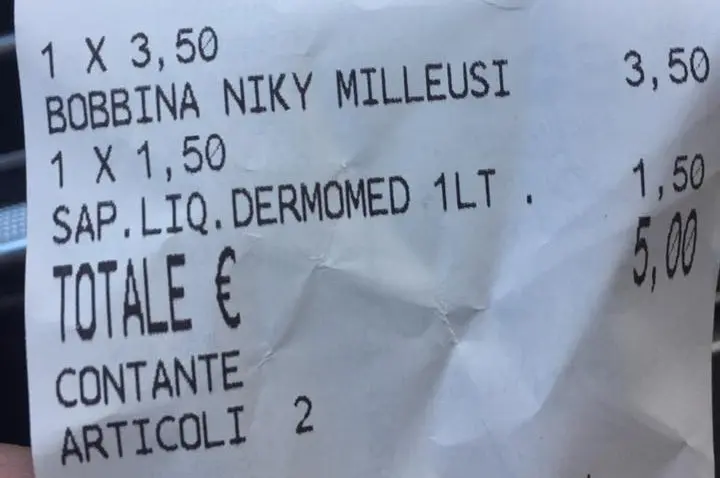 1 X 3,50
BOBBINA NIKY MILLEUSI 3,50
1 X 1,50
SAP.LIQ.DERMOMED 1LT . 1,50
TOTALE € 5,00
CONTANTE
ARTICOLI 2